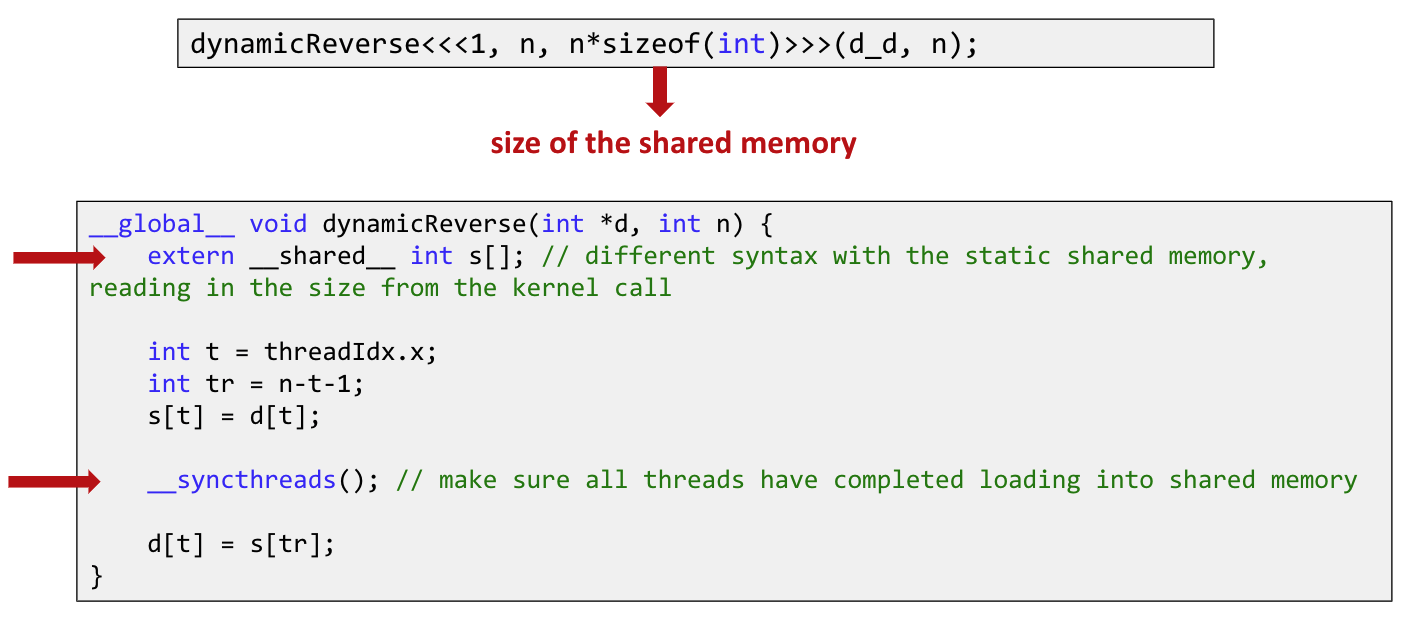 dynamicReverse<<<1, n, n*sizeof(int)>>>(d_d, n);
size of the shared memory
__global__ void dynamicReverse(int *d, int n) {
    extern __shared__ int s[]; // different syntax with the static shared memory,
reading in the size from the kernel call
    int t = threadIdx.x;
    int tr = n-t-1;
    s[t] = d[t];
    __syncthreads(); // make sure all threads have completed loading into shared memory
    d[t] = s[tr];
}